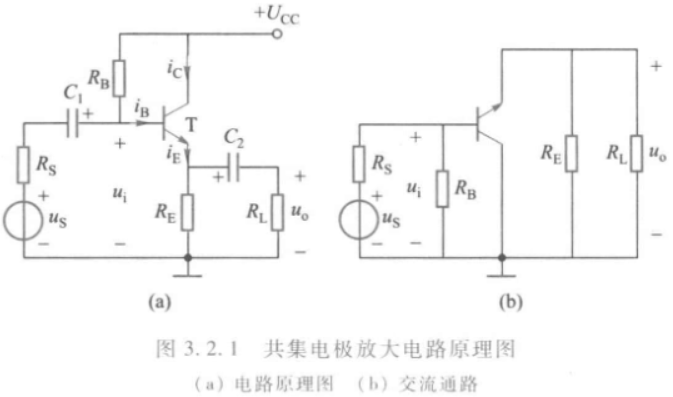 +U_CC
R_B
i_C
C_1
+
i_B
T
R_S
+
i_E
+
C_2
+
+
u_S
u_i
R_E
R_L
u_o
−
−
−
(a)
+
R_S
+
R_E
R_L
u_o
+
u_i
R_B
u_S
−
−
−
(b)
图 3.2.1 共集电极放大电路原理图
(a) 电路原理图 (b) 交流通路